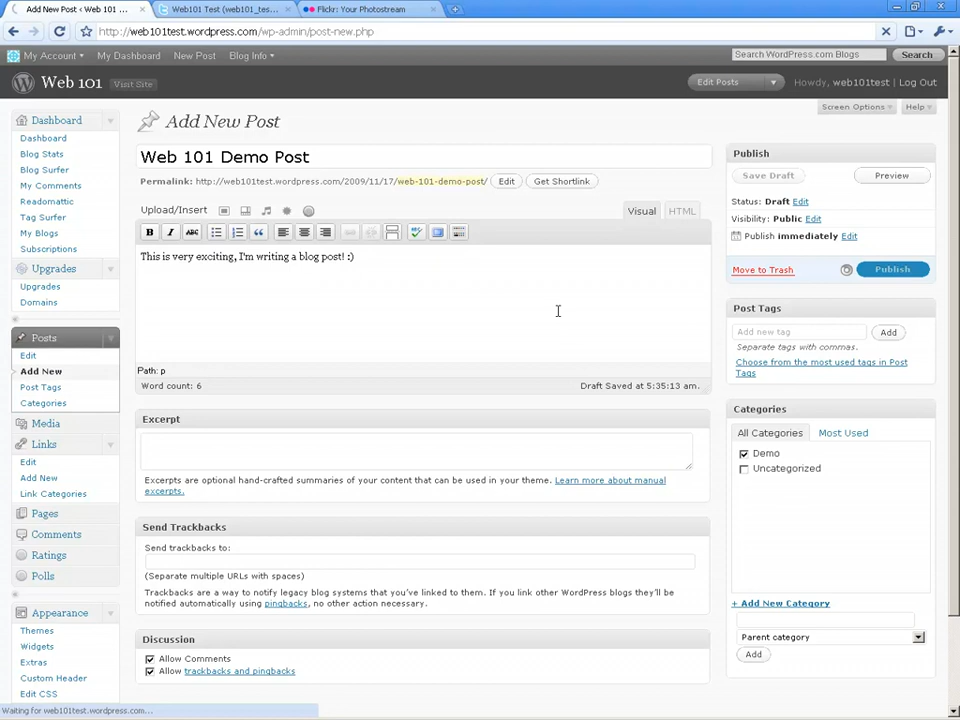 Add New Post ‹ Web 101 ...
Web101 Test (web101_tes...
Flickr: Your Photostream
http://web101test.wordpress.com/wp-admin/post-new.php
My Account
My Dashboard
New Post
Blog Info
Search WordPress.com Blogs
Search
Web 101
Visit Site
Edit Posts
Howdy, web101test | Log Out
Screen Options
Help
Add New Post
Web 101 Demo Post
Permalink: http://web101test.wordpress.com/2009/11/17/web-101-demo-post/
Edit
Get Shortlink
Upload/Insert
Visual
HTML
B
I
ABC
This is very exciting, I'm writing a blog post! :)
Path: p
Word count: 6
Draft Saved at 5:35:13 am.
Excerpt
Excerpts are optional hand-crafted summaries of your content that can be used in your theme. Learn more about manual
excerpts.
Send Trackbacks
Send trackbacks to:
(Separate multiple URLs with spaces)
Trackbacks are a way to notify legacy blog systems that you've linked to them. If you link other WordPress blogs they'll be
notified automatically using pingbacks, no other action necessary.
Discussion
Allow Comments
Allow trackbacks and pingbacks
Dashboard
Dashboard
Blog Stats
Blog Surfer
My Comments
Readomattic
Tag Surfer
My Blogs
Subscriptions
Upgrades
Upgrades
Domains
Posts
Edit
Add New
Post Tags
Categories
Media
Links
Edit
Add New
Link Categories
Pages
Comments
Ratings
Polls
Appearance
Themes
Widgets
Extras
Custom Header
Edit CSS
Publish
Save Draft
Preview
Status: Draft Edit
Visibility: Public Edit
Publish immediately Edit
Move to Trash
Publish
Post Tags
Add new tag
Add
Separate tags with commas.
Choose from the most used tags in Post
Tags
Categories
All Categories
Most Used
Demo
Uncategorized
+ Add New Category
Parent category
Add
Waiting for web101test.wordpress.com...